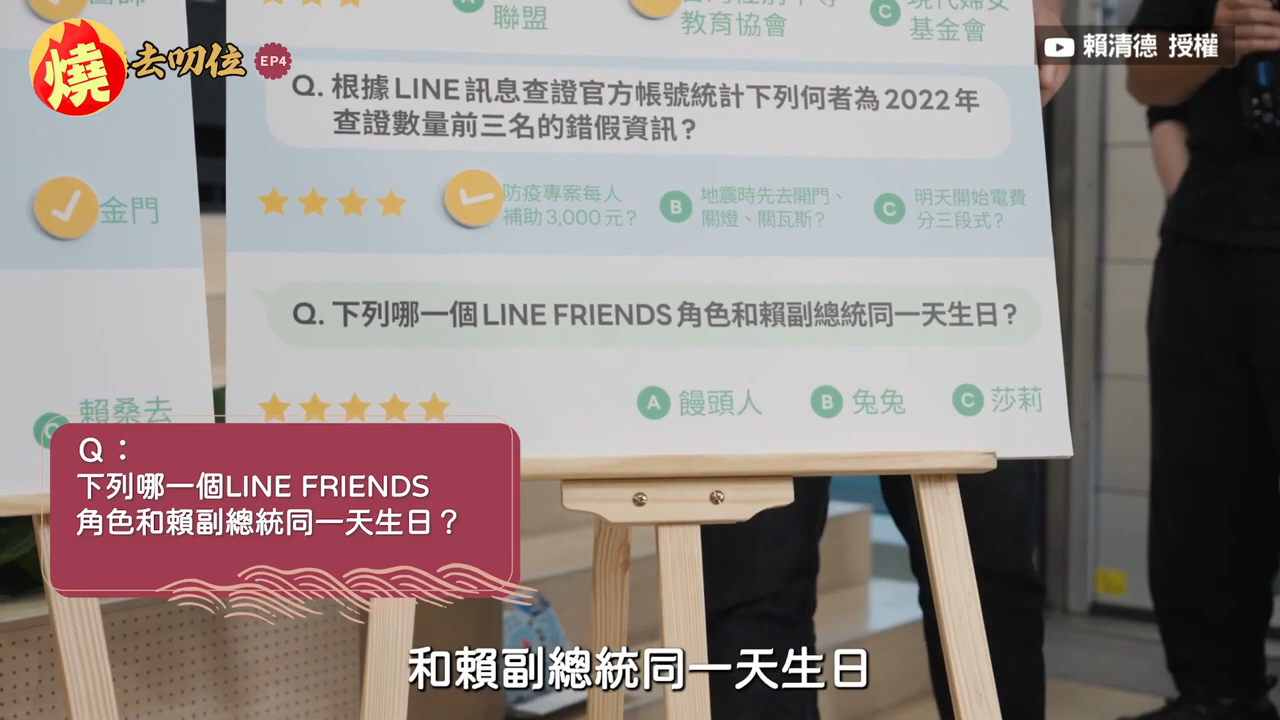 燒
去叨位
EP4
賴清德 授權
聯盟
教育協會
C
基金會
Q. 根據LINE訊息查證官方帳號統計下列何者為2022年
查證數量前三名的錯假資訊？
防疫專案每人
補助3,000元？
B 地震時先去開門、
關燈、關瓦斯？
C 明天開始電費
分三段式？
金門
Q. 下列哪一個LINE FRIENDS角色和賴副總統同一天生日？
A 饅頭人
B 兔兔
C 莎莉
賴桑去
Q：
下列哪一個LINE FRIENDS
角色和賴副總統同一天生日？
和賴副總統同一天生日